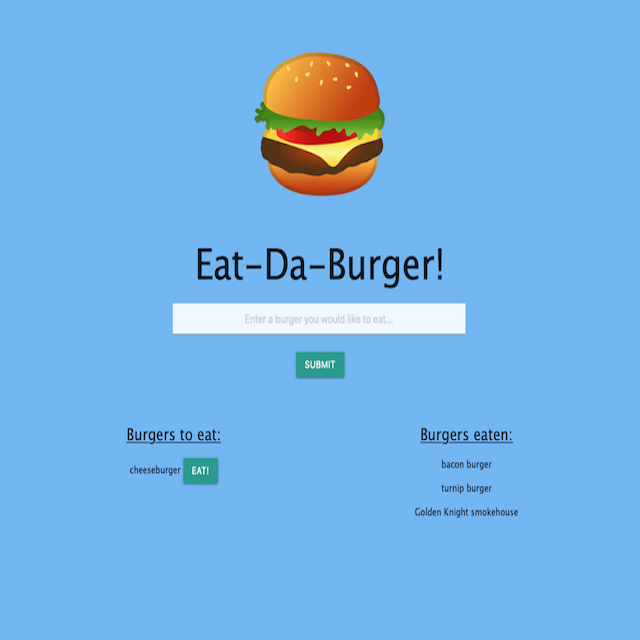 Eat-Da-Burger!
Enter a burger you would like to eat...
SUBMIT
Burgers to eat:
cheeseburger EAT!
Burgers eaten:
bacon burger
turnip burger
Golden Knight smokehouse